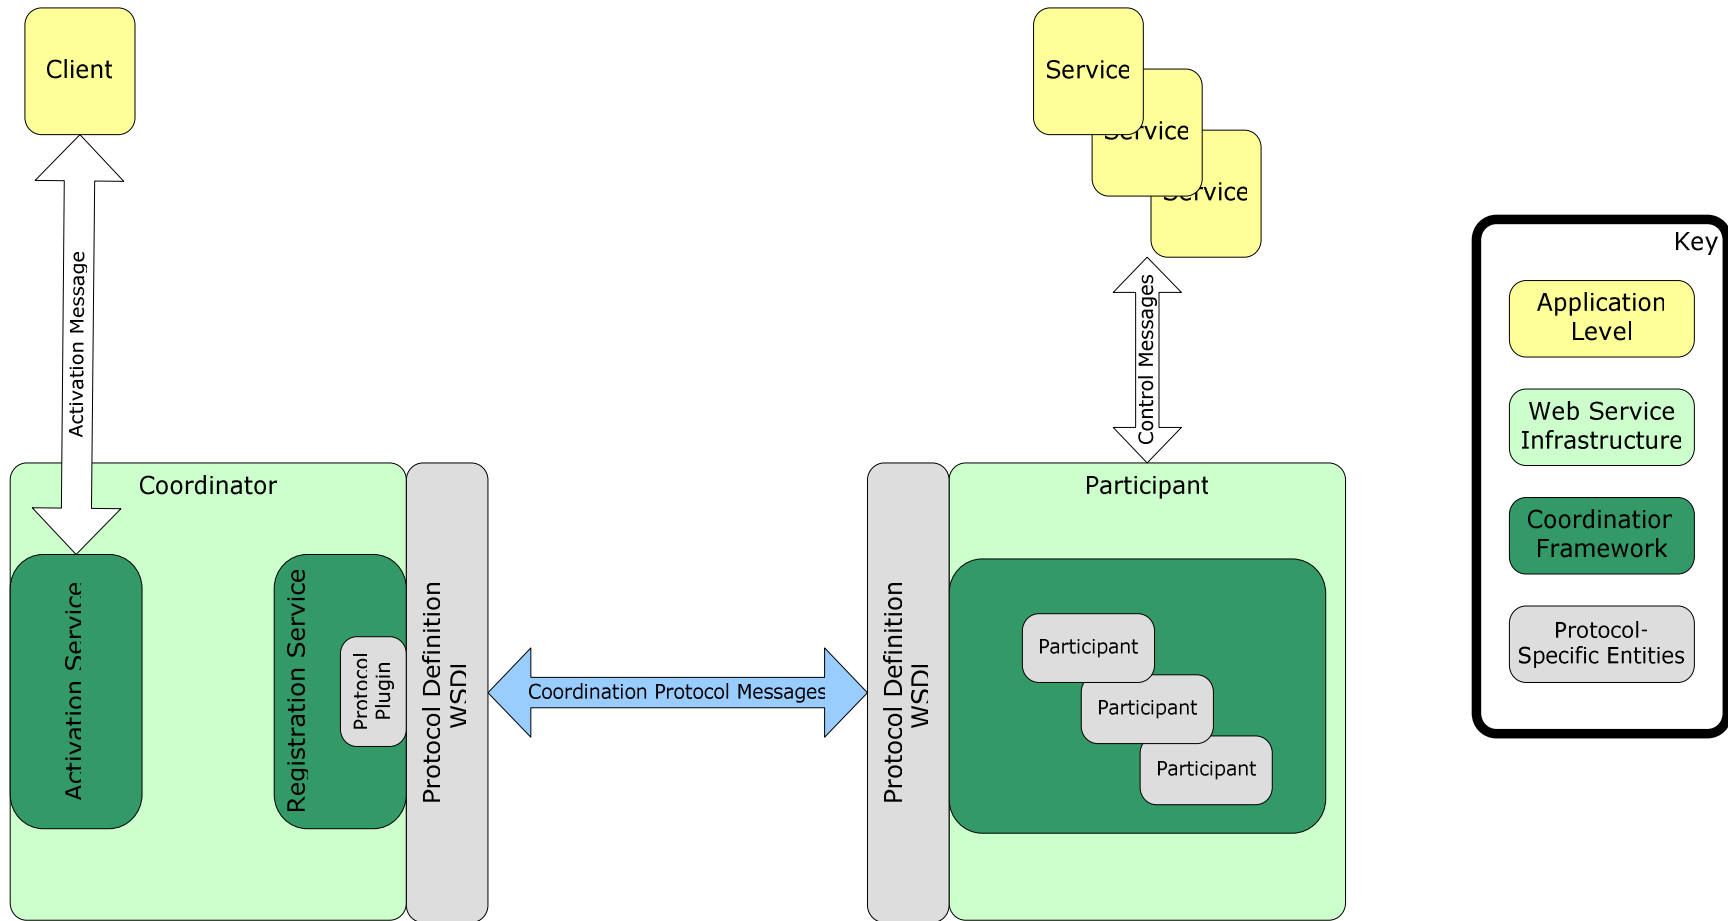 Client
Service
Service
Service
Key
Application
Level
Web Service
Infrastructure
Coordination
Framework
Protocol-
Specific Entities
Activation Message
Control Messages
Coordinator
Activation Service
Registration Service
Protocol
Plugin
Protocol Definition
WSDL
Coordination Protocol Messages
Protocol Definition
WSDL
Participant
Participant
Participant
Participant